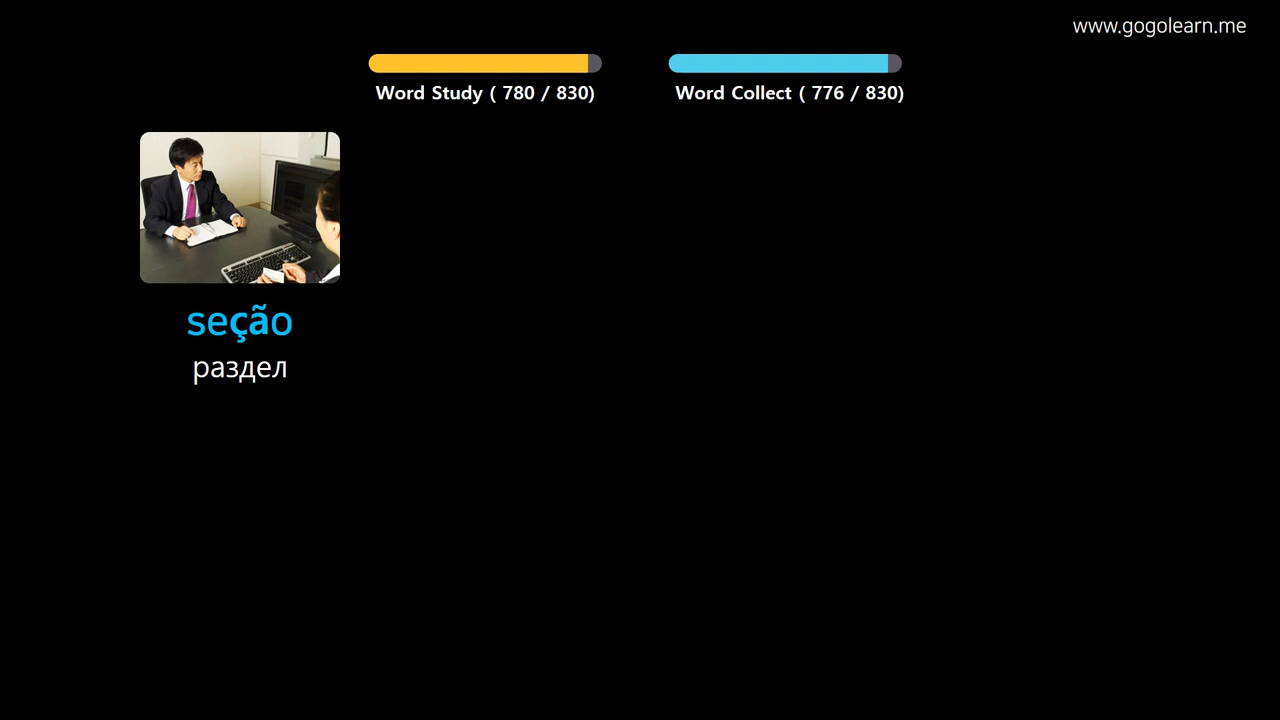 www.gogolearn.me
Word Study ( 780 / 830)
Word Collect ( 776 / 830)
seção
раздел